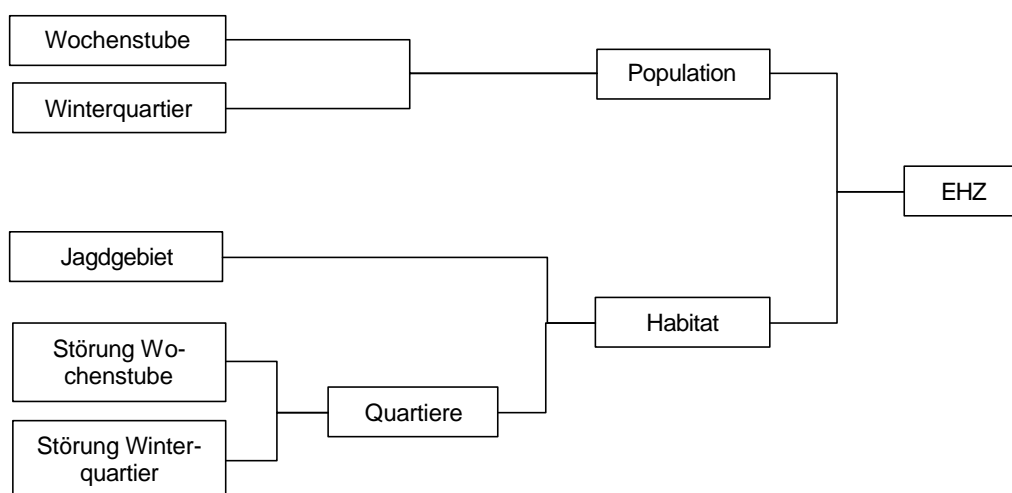 Wochenstube
Population
Winterquartier
EHZ
Jagdgebiet
Habitat
Störung Wo-
chenstube
Quartiere
Störung Winter-
quartier